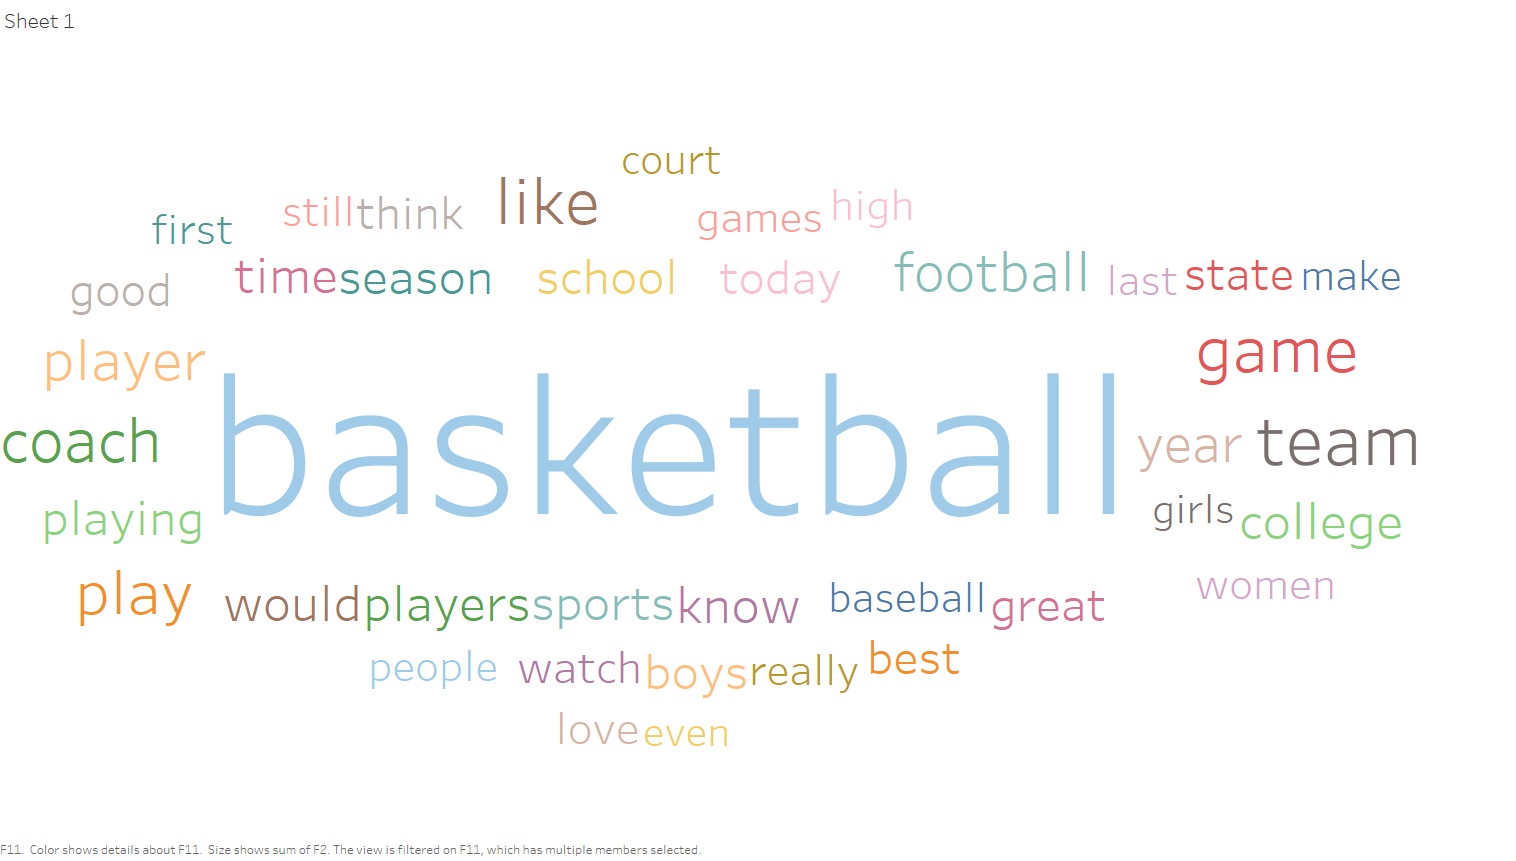 Sheet 1
court
first still think like games high
good time season school today football last state make
player game
coach basketball year team
playing girls college
play would players sports know baseball great women
people watch boys really best
love even
F11. Color shows details about F11. Size shows sum of F2. The view is filtered on F11, which has multiple members selected.